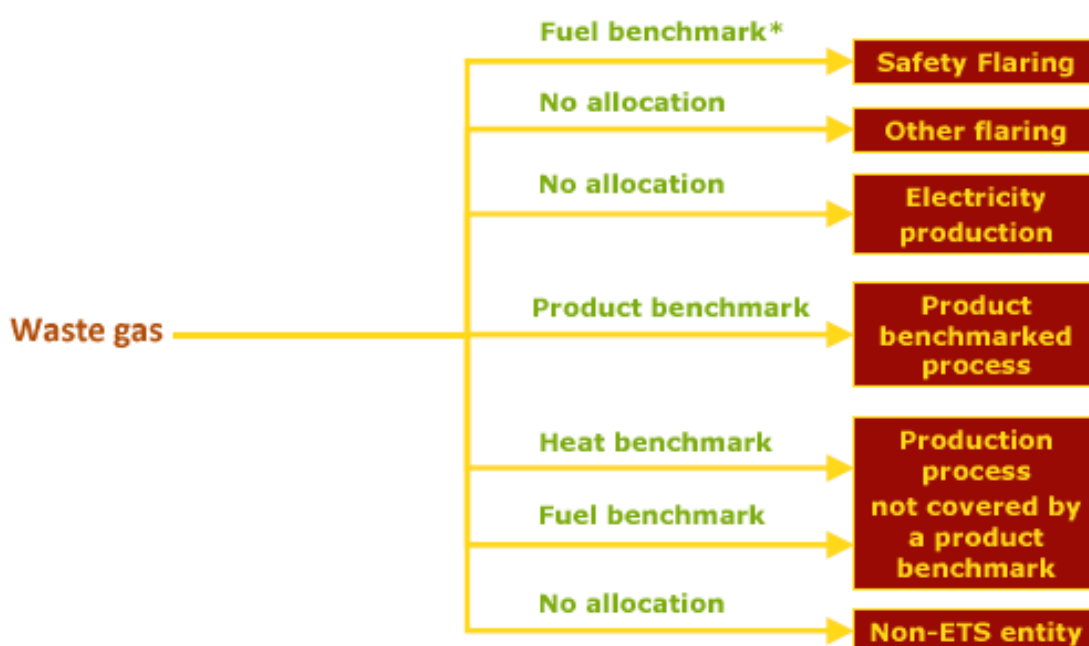 Fuel benchmark*
Safety Flaring
No allocation
Other flaring
No allocation
Electricity
production
Waste gas
Product benchmark
Product
benchmarked
process
Heat benchmark
Fuel benchmark
Production
process
not covered by
a product
benchmark
No allocation
Non-ETS entity